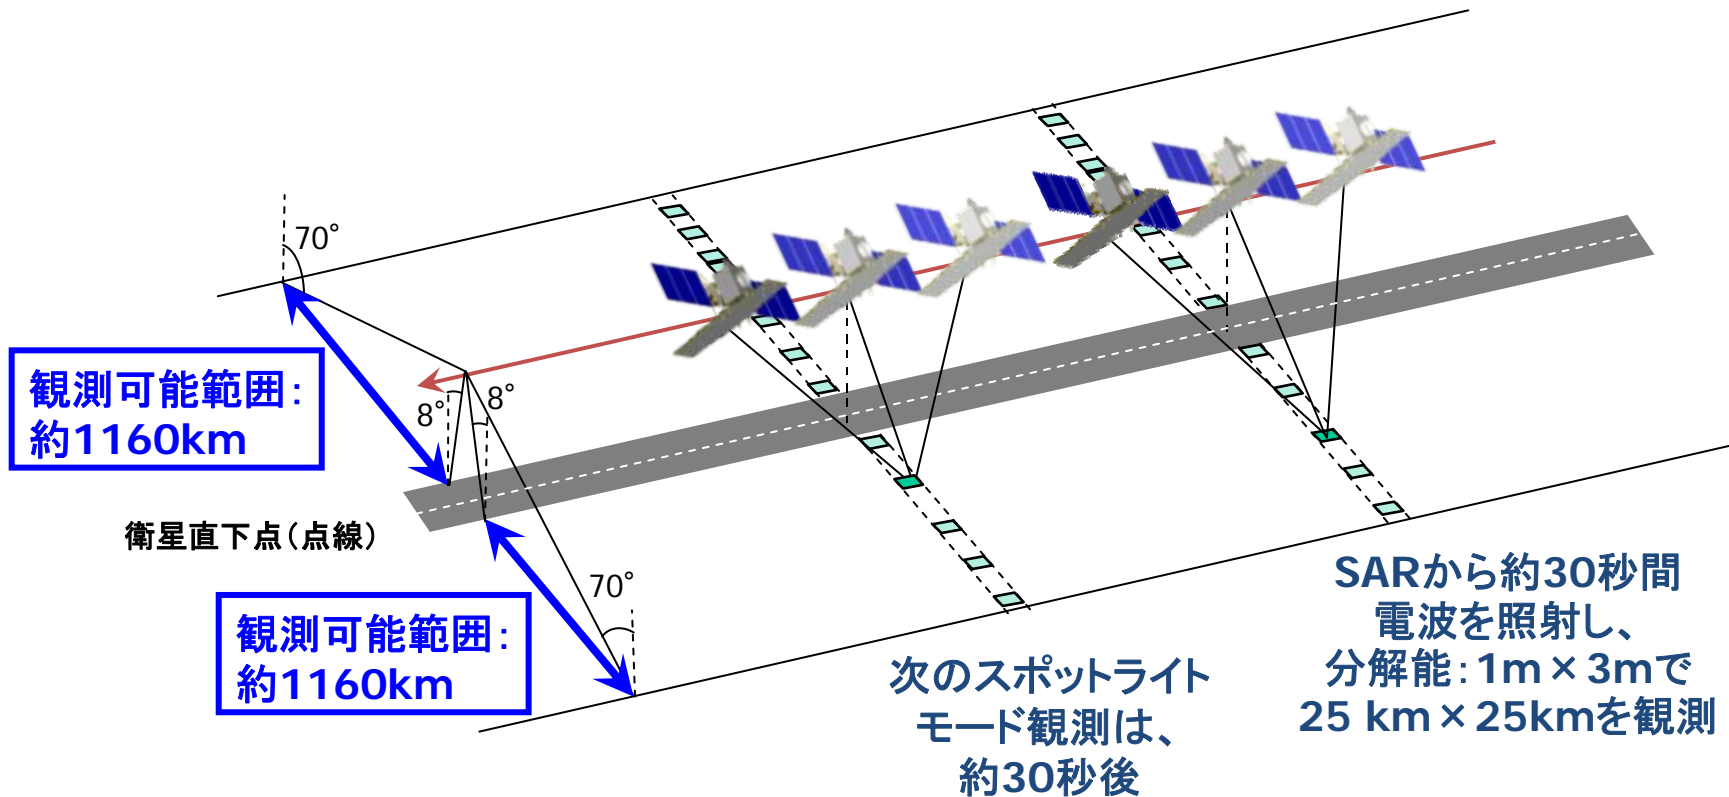 70°
観測可能範囲：
約1160km
8°
8°
衛星直下点（点線）
70°
観測可能範囲：
約1160km
次のスポットライト
モード観測は、
約30秒後
SARから約30秒間
電波を照射し、
分解能：1m×3mで
25 km×25kmを観測